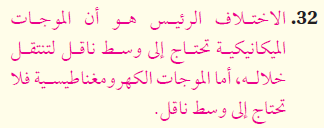 32. الاختلاف الرئيس هو أن الموجات
الميكانيكية تحتاج إلى وسط ناقل لتنتقل
خلاله، أما الموجات الكهرومغناطيسية فلا
تحتاج إلى وسط ناقل.